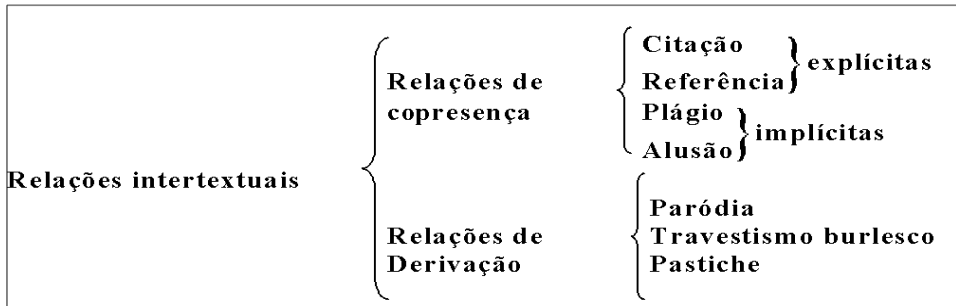 Citação
explícitas
Relações de
Referência
copresença
Plágio
implícitas
Alusão
Relações intertextuais
Paródia
Relações de
Travestismo burlesco
Derivação
Pastiche